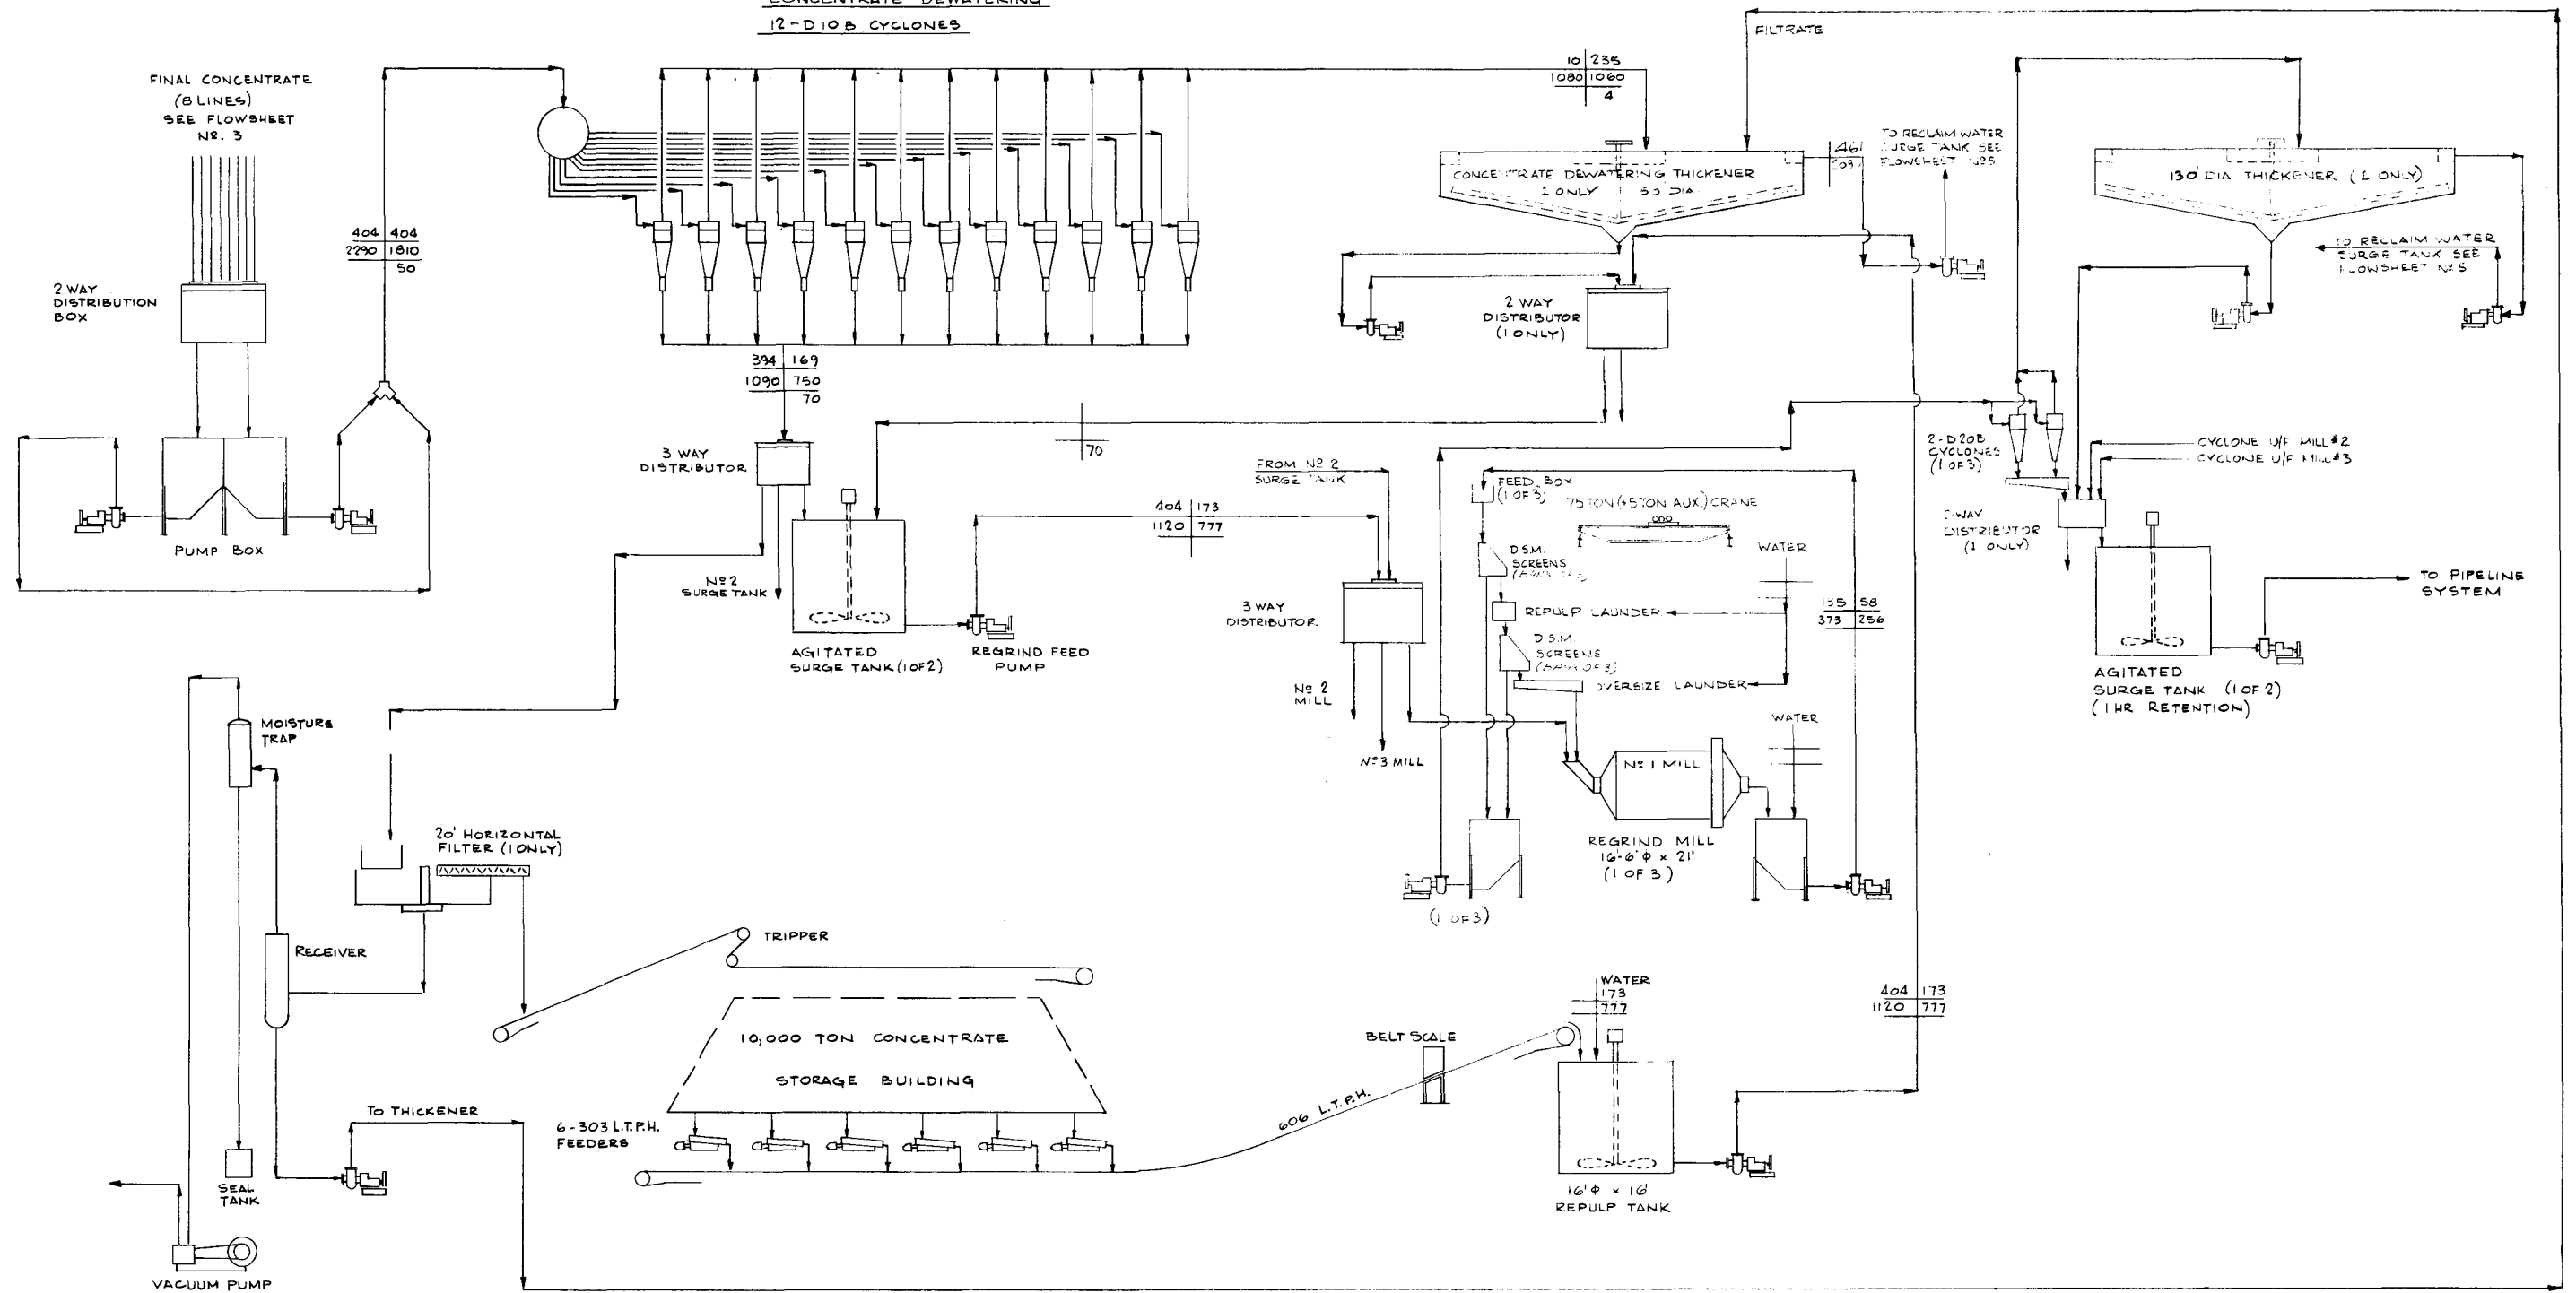 CONCENTRATE DEWATERING
12-D10B CYCLONES
FINAL CONCENTRATE
(8 LINES)
SEE FLOWSHEET
Nº. 3
2 WAY
DISTRIBUTION
BOX
PUMP BOX
404 404
2290 1810
50
10 235
1080 1060
4
FILTRATE
CONCENTRATE DEWATERING THICKENER
1 ONLY 50' DIA.
461
TO RECLAIM WATER
SURGE TANK SEE
FLOWSHEET Nº5
130' DIA THICKENER (1 ONLY)
TO RECLAIM WATER
SURGE TANK SEE
FLOWSHEET Nº5
2 WAY
DISTRIBUTOR
(1 ONLY)
394 169
1090 750
70
3 WAY
DISTRIBUTOR
70
Nº 2
SURGE TANK
AGITATED
SURGE TANK (1 OF 2)
REGRIND FEED
PUMP
404 173
1120 777
FROM Nº 2
SURGE TANK
3 WAY
DISTRIBUTOR.
Nº 2
MILL
Nº 3 MILL
FEED BOX
(1 OF 3)
75 TON (+5 TON AUX.) CRANE
D.S.M.
SCREENS
REPULP LAUNDER
D.S.M.
SCREENS
OVERSIZE LAUNDER
WATER
135 58
373 256
WATER
Nº 1 MILL
REGRIND MILL
16'-6' Φ x 21'
(1 OF 3)
(1 OF 3)
2-D20B
CYCLONES
(1 OF 3)
CYCLONE U/F MILL #2
CYCLONE U/F MILL #3
2-WAY
DISTRIBUTOR
(1 ONLY)
TO PIPELINE
SYSTEM
AGITATED
SURGE TANK (1 OF 2)
(1 HR RETENTION)
MOISTURE
TRAP
20' HORIZONTAL
FILTER (1 ONLY)
RECEIVER
TRIPPER
10,000 TON CONCENTRATE
STORAGE BUILDING
6-303 L.T.P.H.
FEEDERS
606 L.T.P.H.
BELT SCALE
WATER
173
777
404 173
1120 777
16' Φ x 16'
REPULP TANK
TO THICKENER
SEAL
TANK
VACUUM PUMP